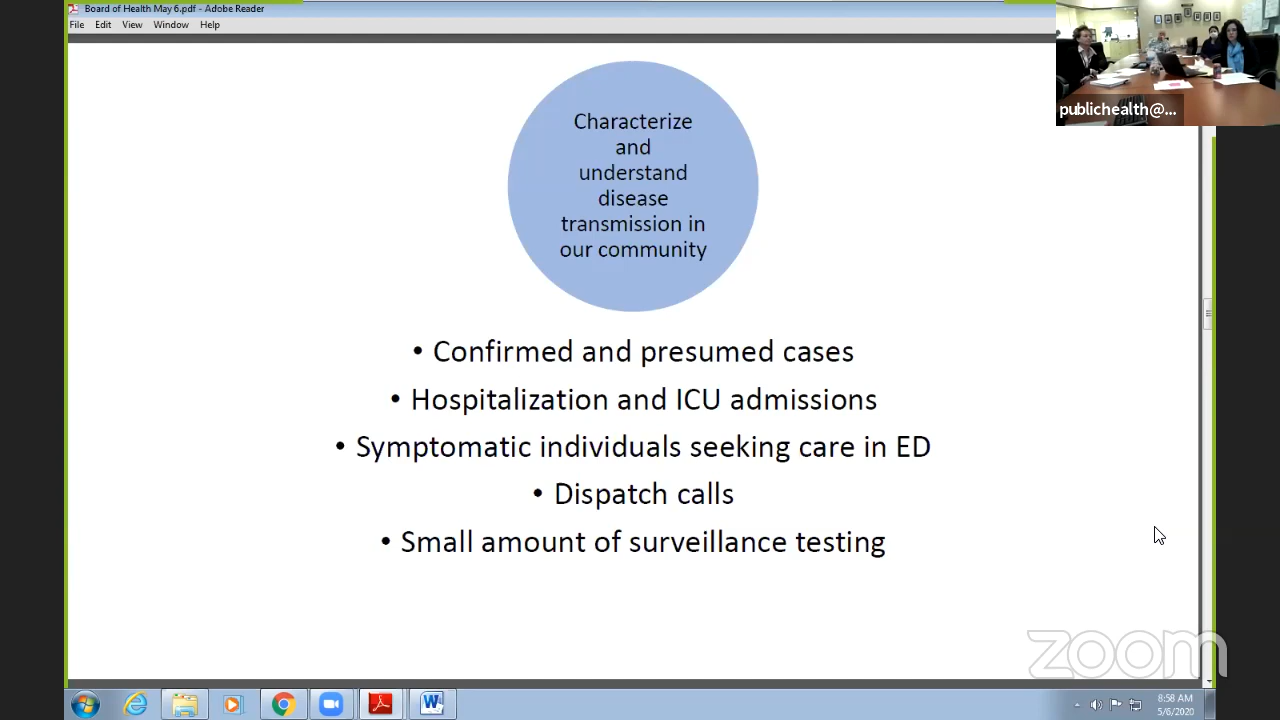 Board of Health May 6.pdf - Adobe Reader
File Edit View Window Help
publichealth@...
Characterize
and
understand
disease
transmission in
our community
• Confirmed and presumed cases
• Hospitalization and ICU admissions
• Symptomatic individuals seeking care in ED
• Dispatch calls
• Small amount of surveillance testing
zoom
8:58 AM
5/6/2020